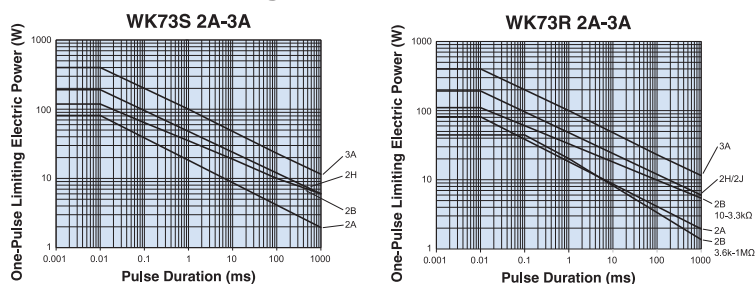 WK73S 2A-3A
One-Pulse Limiting Electric Power (W)
1000
100
10
1
0.001 0.01 0.1 1 10 100 1000
Pulse Duration (ms)
3A
2H
2B
2A
WK73R 2A-3A
One-Pulse Limiting Electric Power (W)
1000
100
10
1
0.001 0.01 0.1 1 10 100 1000
Pulse Duration (ms)
3A
2H/2J
2B
10-3.3kΩ
2A
2B
3.6k-1MΩ